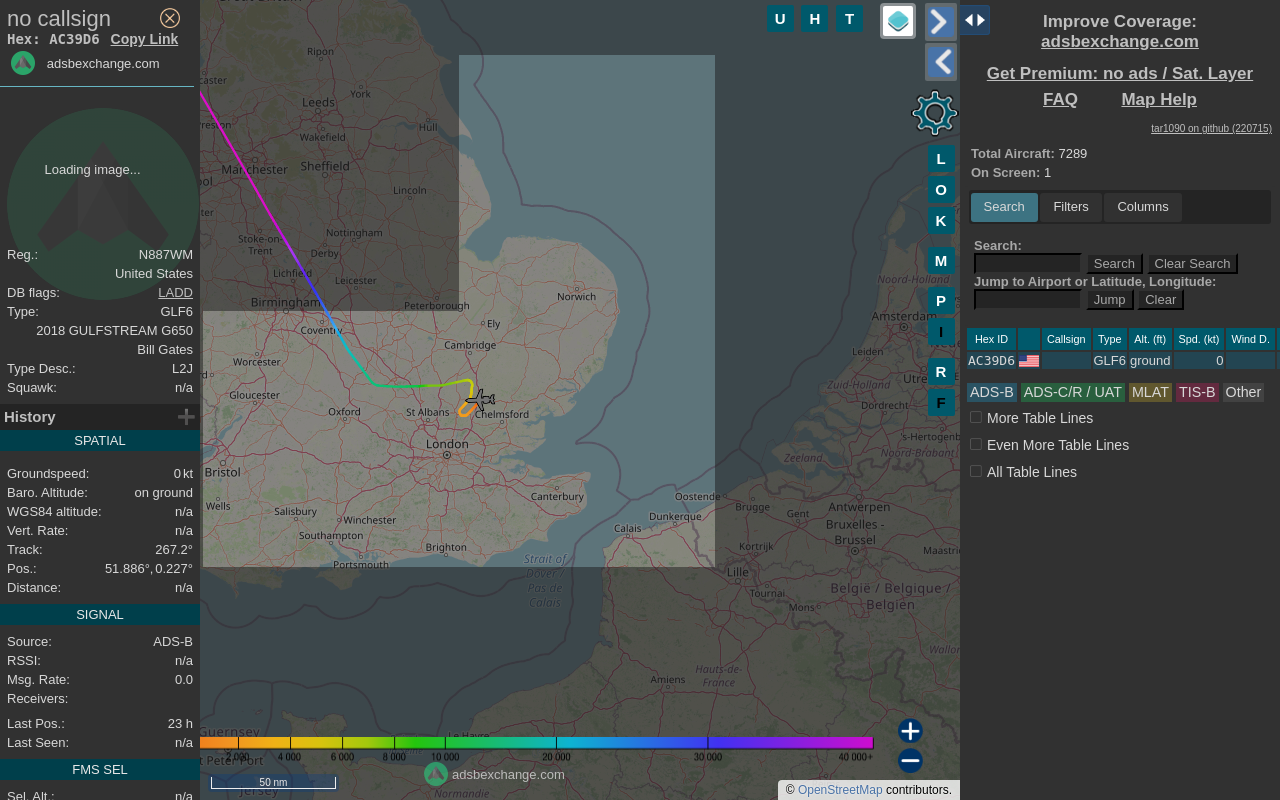 no callsign
Hex: AC39D6 Copy Link
adsbexchange.com
Loading image...
Reg.: N887WM
United States
DB flags: LADD
Type: GLF6
2018 GULFSTREAM G650
Bill Gates
Type Desc.: L2J
Squawk: n/a
History
SPATIAL
Groundspeed: 0 kt
Baro. Altitude: on ground
WGS84 altitude: n/a
Vert. Rate: n/a
Track: 267.2°
Pos.: 51.886°, 0.227°
Distance: n/a
SIGNAL
Source: ADS-B
RSSI: n/a
Msg. Rate: 0.0
Receivers:
Last Pos.: 23 h
Last Seen: n/a
FMS SEL
Sel. Alt.: n/a
U H T
L
O
K
M
P
I
R
F
Ripon
York
Leeds
Hull
Wakefield
Manchester
Sheffield
Lincoln
Stoke-on-
Trent
Nottingham
Derby
Lichfield
Leicester
Norwich
Birmingham
Peterborough
Coventry
Ely
Cambridge
Worcester
Gloucester
Oxford
St Albans
Chelmsford
London
Bristol
Wells
Salisbury
Winchester
Canterbury
Southampton
Brighton
Portsmouth
Strait of
Dover /
Pas de
Calais
Calais
Dunkerque
Oostende
Brugge
Gent
Antwerpen
Bruxelles -
Brussel
Kortrijk
Lille
Tournai
Mons
België / Belgique /
Belgien
Noord-Holland
Amsterdam
Leiden
Zuid-Holland
Dordrecht
's-Hertogenb
Noord-Braban
Zeeland
Maastri
Hauts-de-
France
Amiens
Guernsey
t Peter Port
Jersey
Le Havre
Normandie
2 000 4 000 6 000 8 000 10 000 20 000 30 000 40 000+
50 nm
adsbexchange.com
© OpenStreetMap contributors.
Improve Coverage:
adsbexchange.com
Get Premium: no ads / Sat. Layer
FAQ Map Help
tar1090 on github (220715)
Total Aircraft: 7289
On Screen: 1
Search Filters Columns
Search:
Search Clear Search
Jump to Airport or Latitude, Longitude:
Jump Clear
Hex ID Callsign Type Alt. (ft) Spd. (kt) Wind D.
AC39D6 GLF6 ground 0
ADS-B ADS-C/R / UAT MLAT TIS-B Other
More Table Lines
Even More Table Lines
All Table Lines